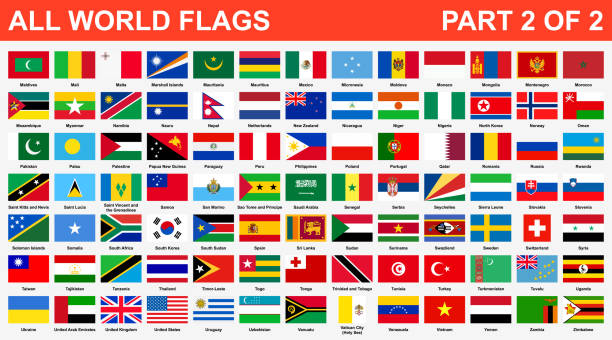 ALL WORLD FLAGS
PART 2 OF 2
Maldives Mali Malta Marshall Islands Mauritania Mauritius Mexico Micronesia Moldova Monaco Mongolia Montenegro Morocco
Mozambique Myanmar Namibia Nauru Nepal Netherlands New Zealand Nicaragua Niger Nigeria North Korea Norway Oman
Pakistan Palau Palestine Papua New Guinea Paraguay Peru Philippines Poland Portugal Qatar Romania Russia Rwanda
Saint Kitts and Nevis Saint Lucia Saint Vincent and the Grenadines Samoa San Marino Sao Tome and Principe Saudi Arabia Senegal Serbia Seychelles Sierra Leone Slovakia Slovenia
Solomon Islands Somalia South Africa South Korea South Sudan Spain Sri Lanka Sudan Suriname Swaziland Sweden Switzerland Syria
Taiwan Tajikistan Tanzania Thailand Timor-Leste Togo Tonga Trinidad and Tobago Tunisia Turkey Turkmenistan Tuvalu Uganda
Ukraine United Arab Emirates United Kingdom United States Uruguay Uzbekistan Vanuatu Vatican City (Holy See) Venezuela Vietnam Yemen Zambia Zimbabwe